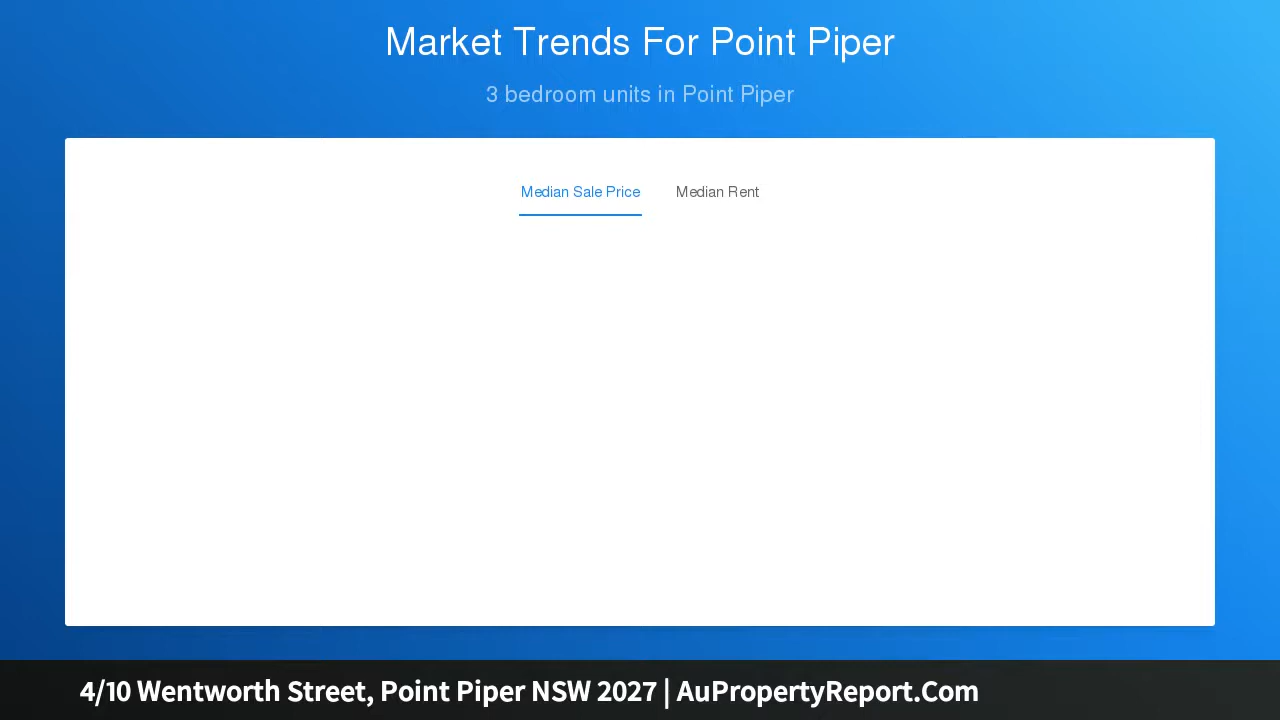 Market Trends For Point Piper
3 bedroom units in Point Piper
Median Sale Price Median Rent
4/10 Wentworth Street, Point Piper NSW 2027 | AuPropertyReport.Com